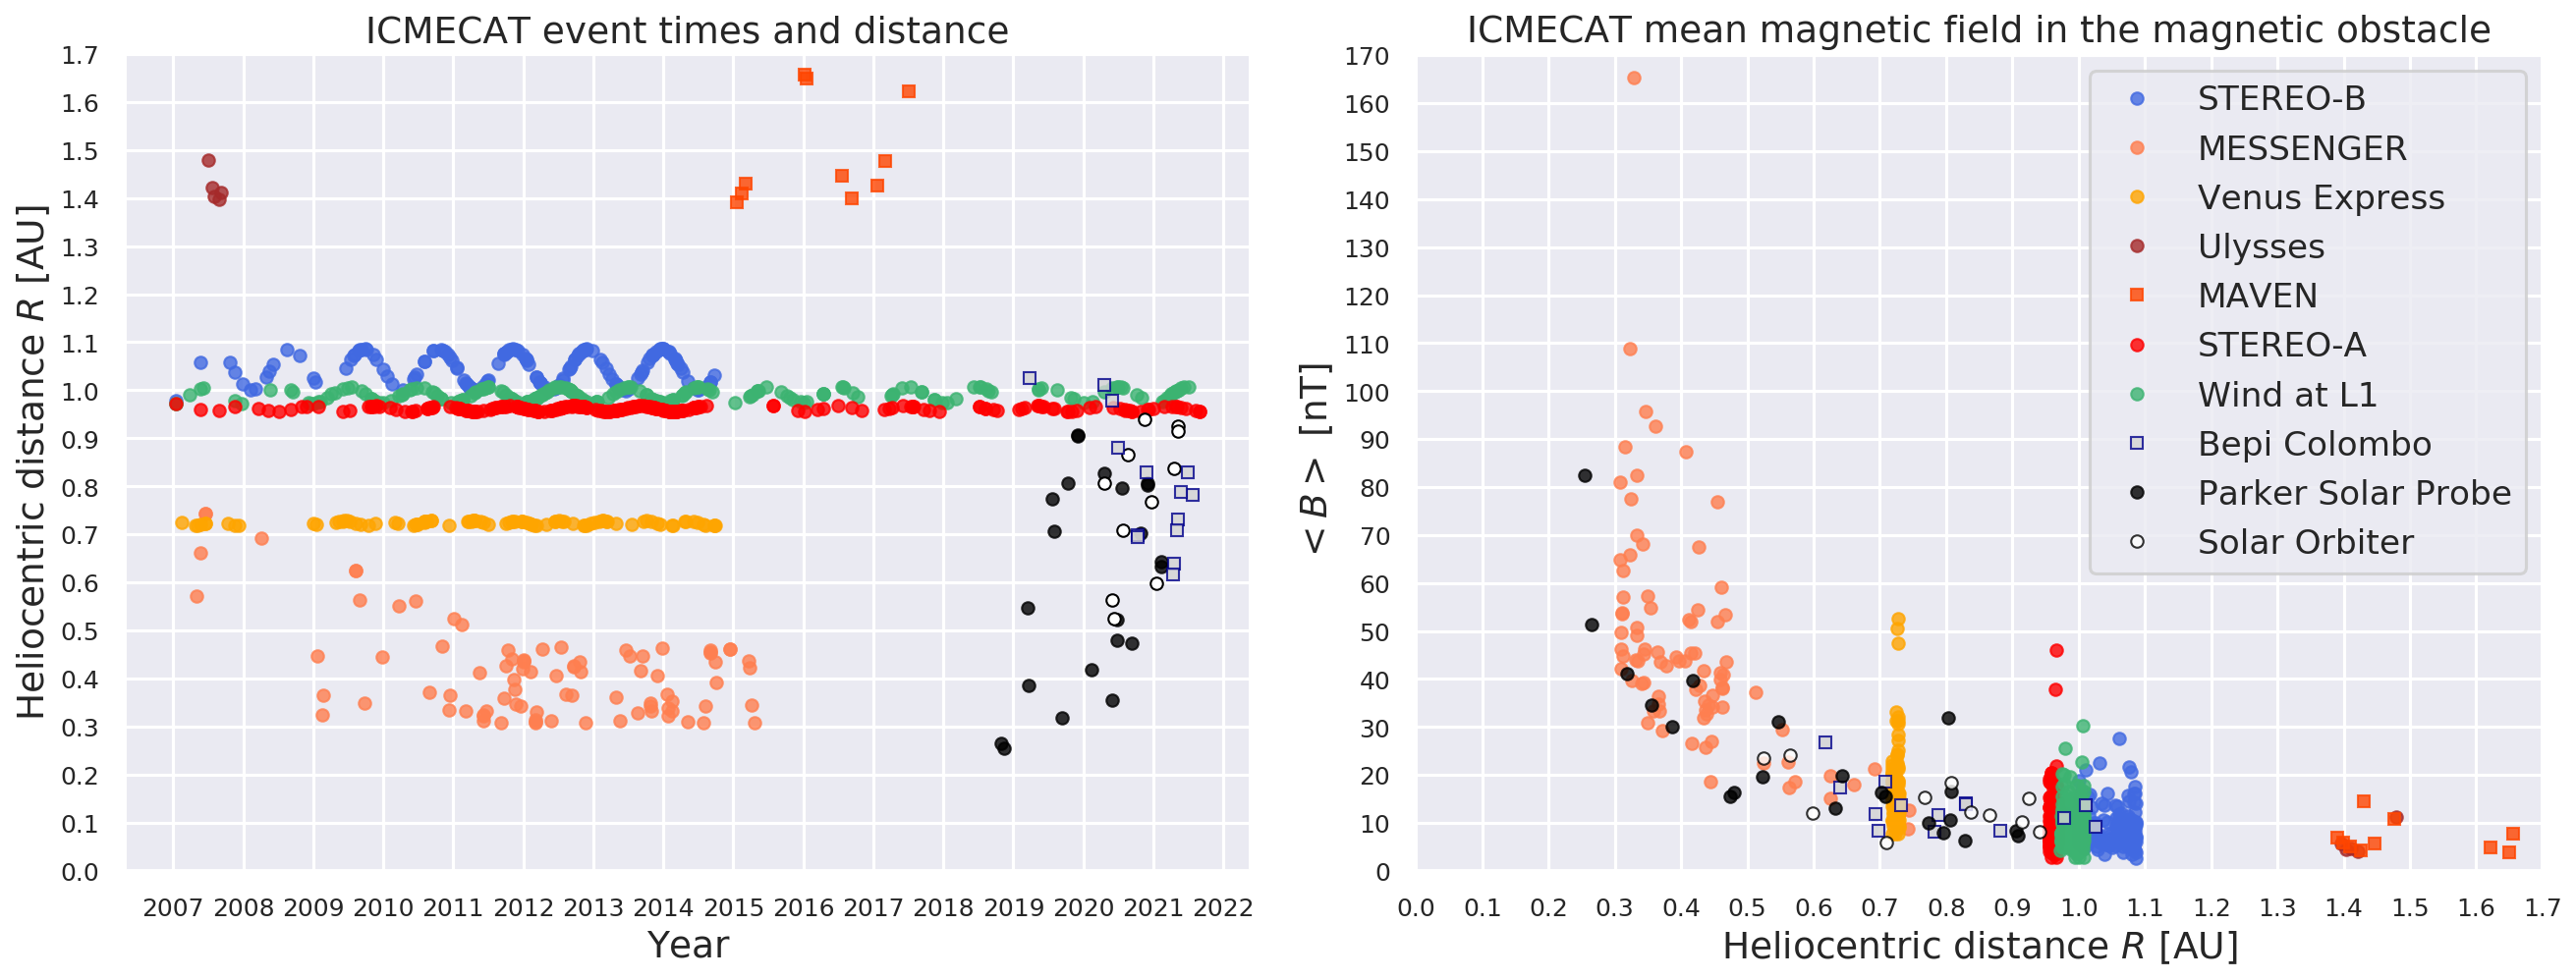 ICMECAT event times and distance
1.7
1.6
1.5
1.4
1.3
1.2
1.1
1.0
0.9
0.8
0.7
0.6
0.5
0.4
0.3
0.2
0.1
0.0
Heliocentric distance R [AU]
2007 2008 2009 2010 2011 2012 2013 2014 2015 2016 2017 2018 2019 2020 2021 2022
Year
ICMECAT mean magnetic field in the magnetic obstacle
170
160
150
140
130
120
110
100
90
80
70
60
50
40
30
20
10
0
< B > [nT]
0.0 0.1 0.2 0.3 0.4 0.5 0.6 0.7 0.8 0.9 1.0 1.1 1.2 1.3 1.4 1.5 1.6 1.7
Heliocentric distance R [AU]
STEREO-B
MESSENGER
Venus Express
Ulysses
MAVEN
STEREO-A
Wind at L1
Bepi Colombo
Parker Solar Probe
Solar Orbiter